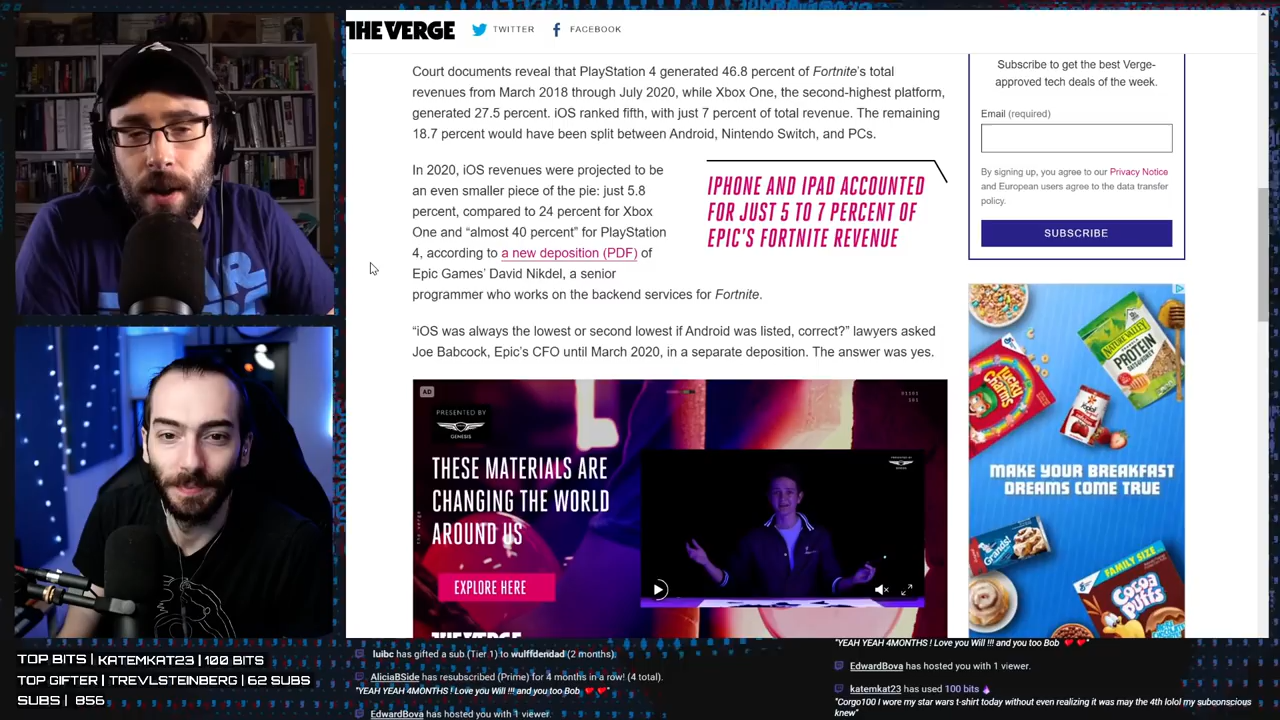 THE VERGE
TWITTER
FACEBOOK
Court documents reveal that PlayStation 4 generated 46.8 percent of Fortnite's total
revenues from March 2018 through July 2020, while Xbox One, the second-highest platform,
generated 27.5 percent. iOS ranked fifth, with just 7 percent of total revenue. The remaining
18.7 percent would have been split between Android, Nintendo Switch, and PCs.
In 2020, iOS revenues were projected to be
an even smaller piece of the pie: just 5.8
percent, compared to 24 percent for Xbox
One and “almost 40 percent” for PlayStation
4, according to a new deposition (PDF) of
Epic Games’ David Nikdel, a senior
programmer who works on the backend services for Fortnite.
IPHONE AND IPAD ACCOUNTED
FOR JUST 5 TO 7 PERCENT OF
EPIC'S FORTNITE REVENUE
“iOS was always the lowest or second lowest if Android was listed, correct?” lawyers asked
Joe Babcock, Epic’s CFO until March 2020, in a separate deposition. The answer was yes.
AD
PRESENTED BY
GENESIS
THESE MATERIALS ARE
CHANGING THE WORLD
AROUND US
EXPLORE HERE
THE VERGE
Subscribe to get the best Verge-
approved tech deals of the week.
Email (required)
By signing up, you agree to our Privacy Notice
and European users agree to the data transfer
policy.
SUBSCRIBE
NATURE VALLEY
PROTEIN
Lucky
Charms
Yoplait
MAKE YOUR BREAKFAST
DREAMS COME TRUE
Grands!
FAMILY SIZE
COCOA
PUFFS
TOP BITS | KATEMKAT23 | 100 BITS
TOP GIFTER | TREVLSTEINBERG | 62 SUBS
SUBS | 856
luibc has gifted a sub (Tier 1) to wulffdendad (2 months).
AliciaBSide has resubscribed (Prime) for 4 months in a row! (4 total).
"YEAH YEAH 4MONTHS ! Love you Will !!! and you too Bob ❤️❤️"
EdwardBova has hosted you with 1 viewer.
"YEAH YEAH 4MONTHS ! Love you Will !!! and you too Bob ❤️❤️"
EdwardBova has hosted you with 1 viewer.
katemkat23 has used 100 bits
"Corgo100 I wore my star wars t-shirt today without even realizing it was may the 4th lolol my subconscious
knew"